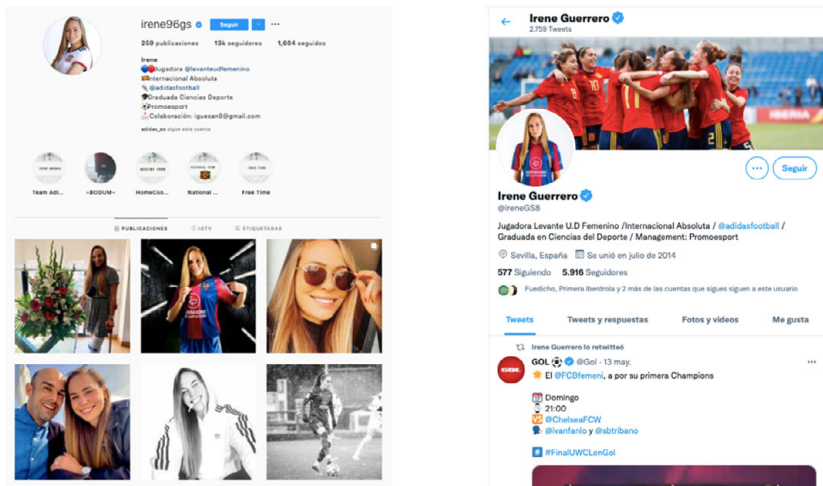 irene96gs
Seguir
259 publicaciones 13k seguidores 1,604 seguidos
Irene
Jugadora @levanteudfemenino
Internacional Absoluta
@adidasfootball
Graduada Ciencias Deporte
Promoesport
Colaboración: iguesan8@gmail.com
adidas_es sigue esta cuenta
Team Adi... ~BODUM~ HomeCoo... National ... Free Time
PUBLICACIONES IGTV ETIQUETADAS
Irene Guerrero
2.759 Tweets
Seguir
Irene Guerrero
@ireneGS8
Jugadora Levante U.D Femenino /Internacional Absoluta / @adidasfootball /
Graduada en Ciencias del Deporte / Management: Promoesport
Sevilla, España Se unió en julio de 2014
577 Siguiendo 5.916 Seguidores
Fuedicho, Primera Iberdrola y 2 más de las cuentas que sigues siguen a este usuario
Tweets Tweets y respuestas Fotos y vídeos Me gusta
Irene Guerrero lo retwitteó
GOL @Gol · 13 may.
El @FCBfemeni, a por su primera Champions
Domingo
21:00
VS @ChelseaFCW
@ivanfanlo y @sbtribano
#FinalUWCLenGol